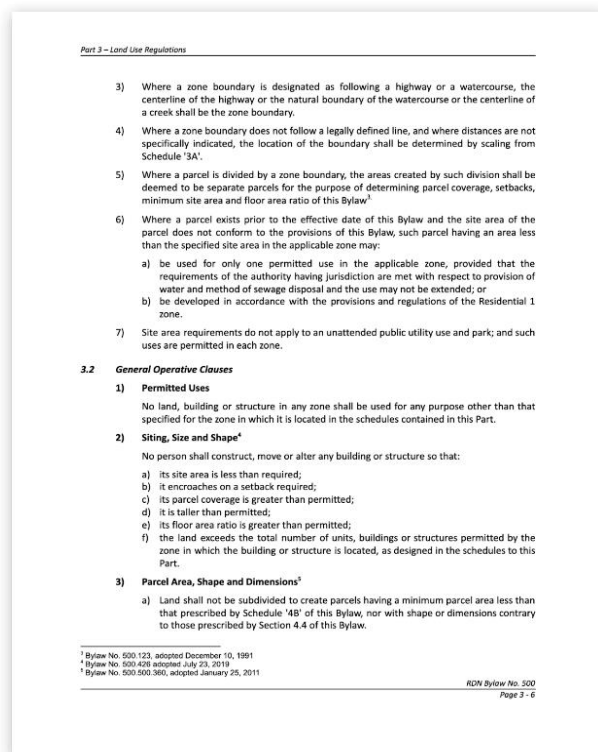 Part 3 – Land Use Regulations
3) Where a zone boundary is designated as following a highway or a watercourse, the
centerline of the highway or the natural boundary of the watercourse or the centerline of
a creek shall be the zone boundary.
4) Where a zone boundary does not follow a legally defined line, and where distances are not
specifically indicated, the location of the boundary shall be determined by scaling from
Schedule '3A'.
5) Where a parcel is divided by a zone boundary, the areas created by such division shall be
deemed to be separate parcels for the purpose of determining parcel coverage, setbacks,
minimum site area and floor area ratio of this Bylaw³.
6) Where a parcel exists prior to the effective date of this Bylaw and the site area of the
parcel does not conform to the provisions of this Bylaw, such parcel having an area less
than the specified site area in the applicable zone may:
a) be used for only one permitted use in the applicable zone, provided that the
requirements of the authority having jurisdiction are met with respect to provision of
water and method of sewage disposal and the use may not be extended; or
b) be developed in accordance with the provisions and regulations of the Residential 1
zone.
7) Site area requirements do not apply to an unattended public utility use and park; and such
uses are permitted in each zone.
3.2 General Operative Clauses
1) Permitted Uses
No land, building or structure in any zone shall be used for any purpose other than that
specified for the zone in which it is located in the schedules contained in this Part.
2) Siting, Size and Shape⁴
No person shall construct, move or alter any building or structure so that:
a) its site area is less than required;
b) it encroaches on a setback required;
c) its parcel coverage is greater than permitted;
d) it is taller than permitted;
e) its floor area ratio is greater than permitted;
f) the land exceeds the total number of units, buildings or structures permitted by the
zone in which the building or structure is located, as designed in the schedules to this
Part.
3) Parcel Area, Shape and Dimensions⁵
a) Land shall not be subdivided to create parcels having a minimum parcel area less than
that prescribed by Schedule '4B' of this Bylaw, nor with shape or dimensions contrary
to those prescribed by Section 4.4 of this Bylaw.
³ Bylaw No. 500.123, adopted December 10, 1991
⁴ Bylaw No. 500.426 adopted July 23, 2019
⁵ Bylaw No. 500.500.360, adopted January 25, 2011
RDN Bylaw No. 500
Page 3 - 6